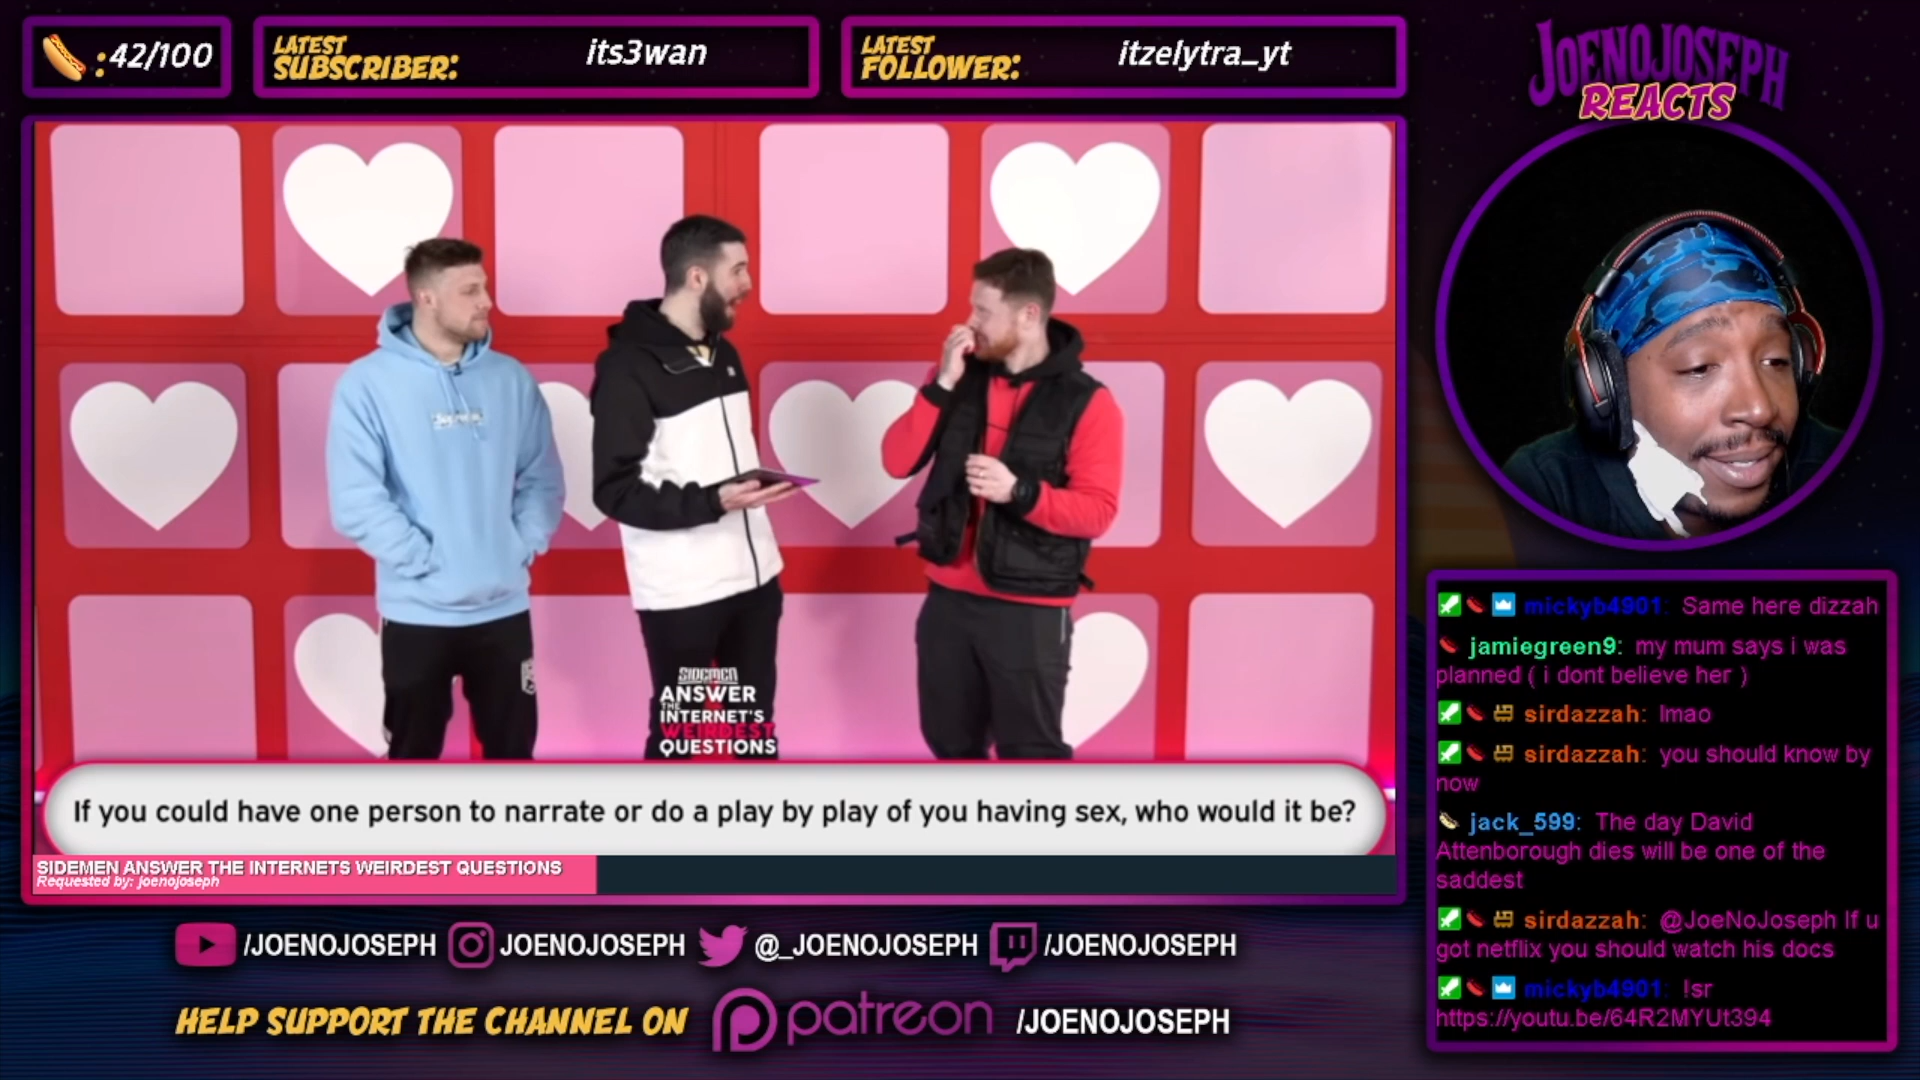 : 42/100
LATEST SUBSCRIBER: its3wan
LATEST FOLLOWER: itzelytra_yt
JOENOJOSEPH
REACTS
SIDEMEN
ANSWER
THE
INTERNET'S
WEIRDEST
QUESTIONS
If you could have one person to narrate or do a play by play of you having sex, who would it be?
SIDEMEN ANSWER THE INTERNETS WEIRDEST QUESTIONS
Requested by: joenojoseph
mickyb4901: Same here dizzah
jamiegreen9: my mum says i was
planned ( i dont believe her )
sirdazzah: lmao
sirdazzah: you should know by
now
jack_599: The day David
Attenborough dies will be one of the
saddest
sirdazzah: @JoeNoJoseph If u
got netflix you should watch his docs
mickyb4901: !sr
https://youtu.be/64R2MYUt394
/JOENOJOSEPH JOENOJOSEPH @_JOENOJOSEPH /JOENOJOSEPH
HELP SUPPORT THE CHANNEL ON patreon /JOENOJOSEPH